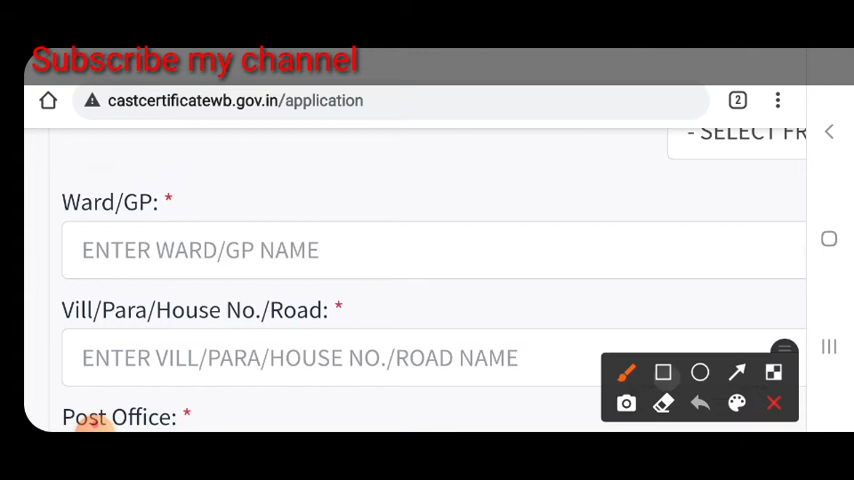 Subscribe my channel
castcertificatewb.gov.in/application
2
- SELECT FR
Ward/GP: *
ENTER WARD/GP NAME
Vill/Para/House No./Road: *
ENTER VILL/PARA/HOUSE NO./ROAD NAME
Post Office: *